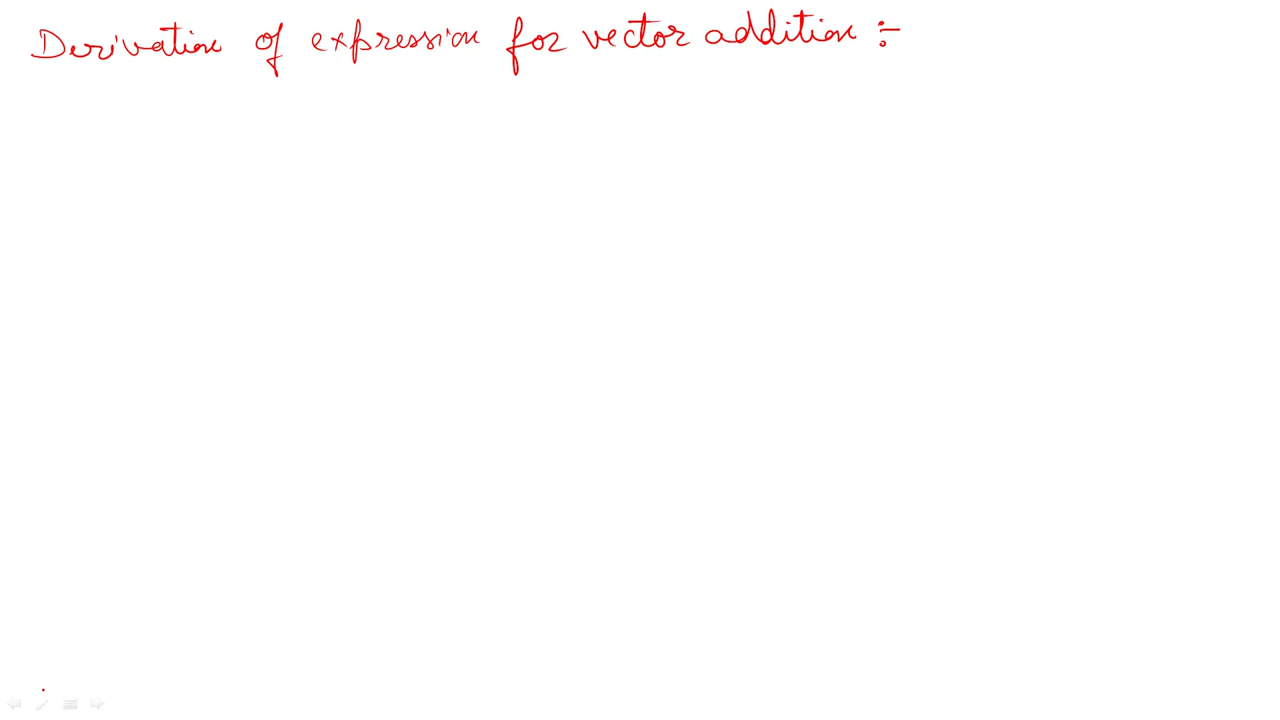 Derivation of expression for vector addition :-